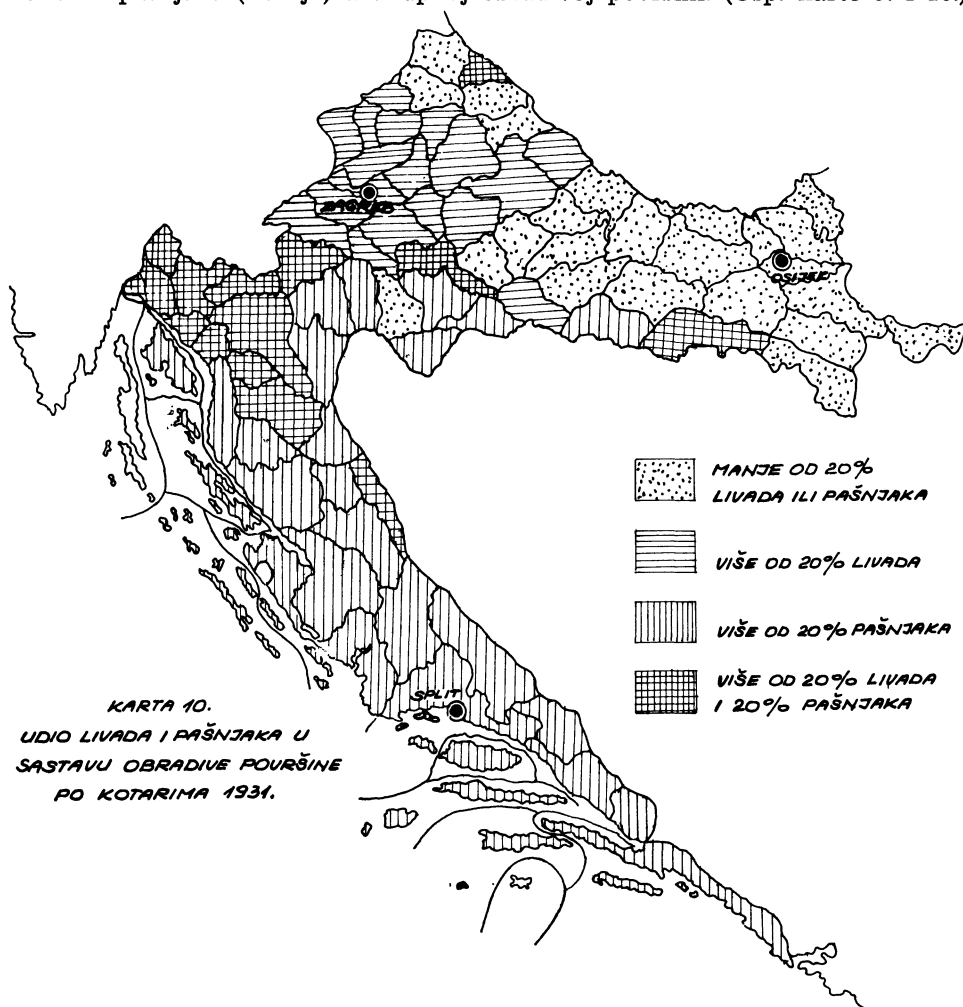 ZAGREB
OSIJEK
MANJE OD 20%
LIVADA ILI PAŠNJAKA
VIŠE OD 20% LIVADA
VIŠE OD 20% PAŠNJAKA
VIŠE OD 20% LIVADA
I 20% PAŠNJAKA
SPLIT
KARTA 10.
UDIO LIVADA I PAŠNJAKA U
SASTAVU OBRADIVE POVRŠINE
PO KOTARIMA 1931.